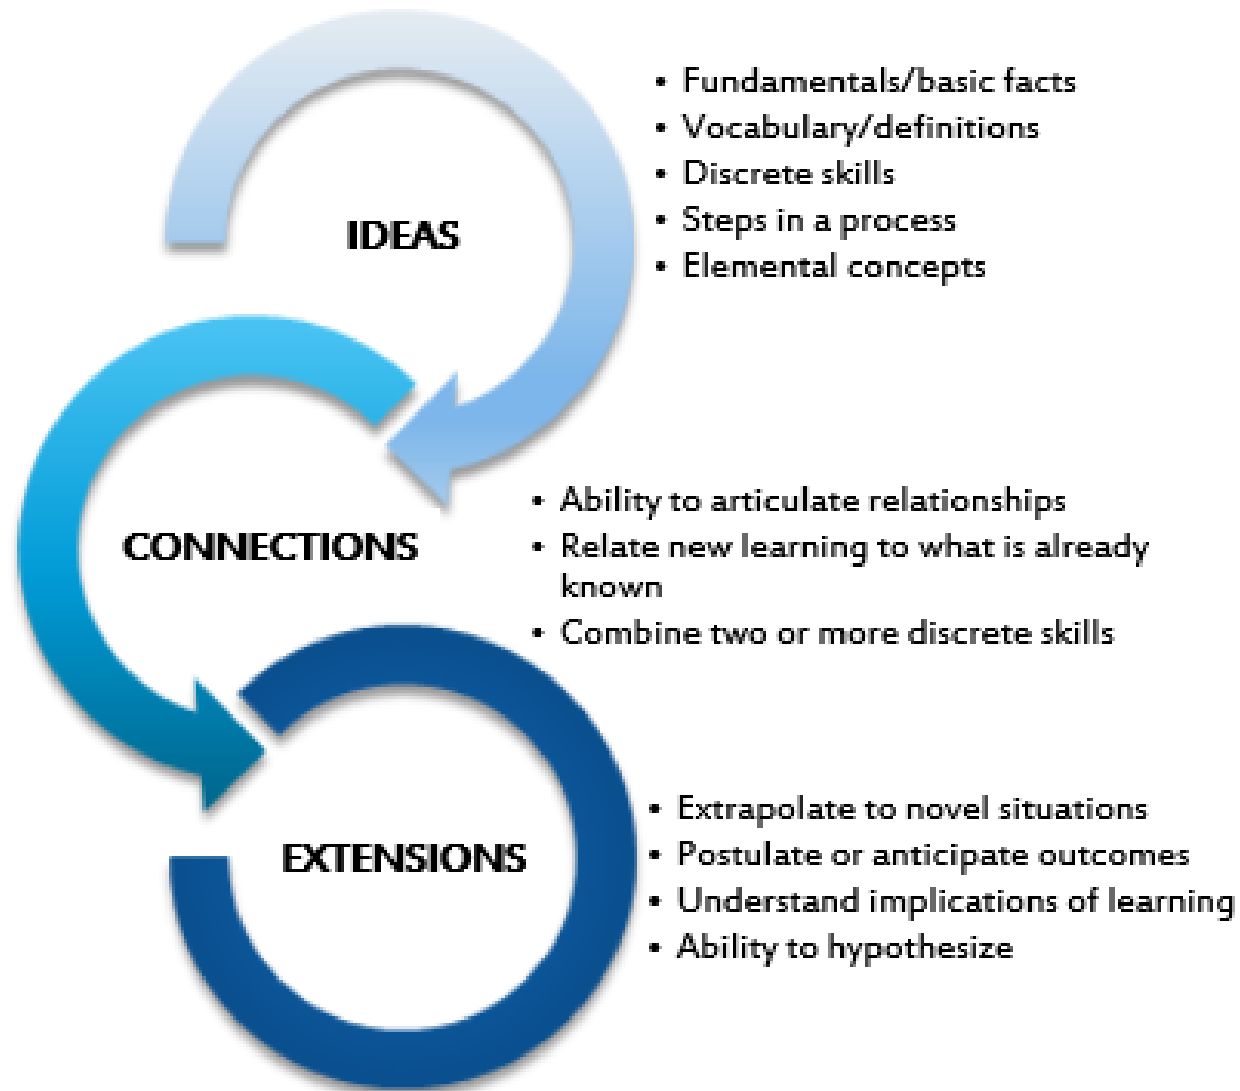 IDEAS
• Fundamentals/basic facts
• Vocabulary/definitions
• Discrete skills
• Steps in a process
• Elemental concepts
CONNECTIONS
• Ability to articulate relationships
• Relate new learning to what is already
known
• Combine two or more discrete skills
EXTENSIONS
• Extrapolate to novel situations
• Postulate or anticipate outcomes
• Understand implications of learning
• Ability to hypothesize